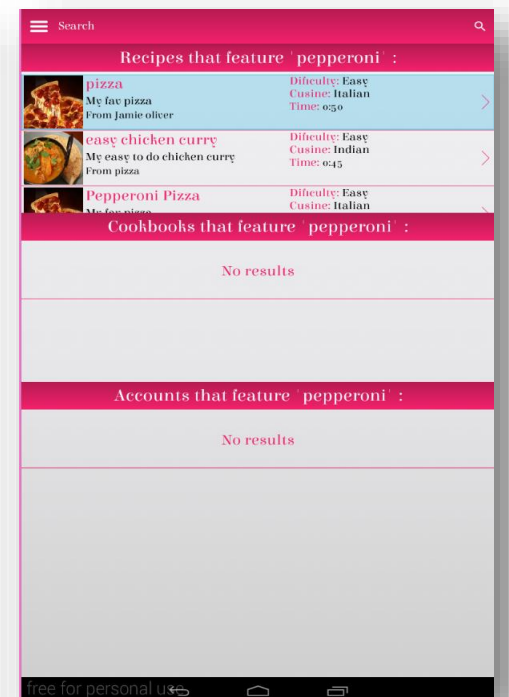 Search
Recipes that feature ' pepperoni ' :
pizza
Dificulty: Easy
My fav pizza
Cusine: Italian
From Jamie oliver
Time: 0:50
easy chicken curry
Dificulty: Easy
My easy to do chicken curry
Cusine: Indian
From pizza
Time: 0:45
Pepperoni Pizza
Dificulty: Easy
My fav pizza
Cusine: Italian
Cookbooks that feature ' pepperoni ' :
No results
Accounts that feature ' pepperoni ' :
No results
free for personal use